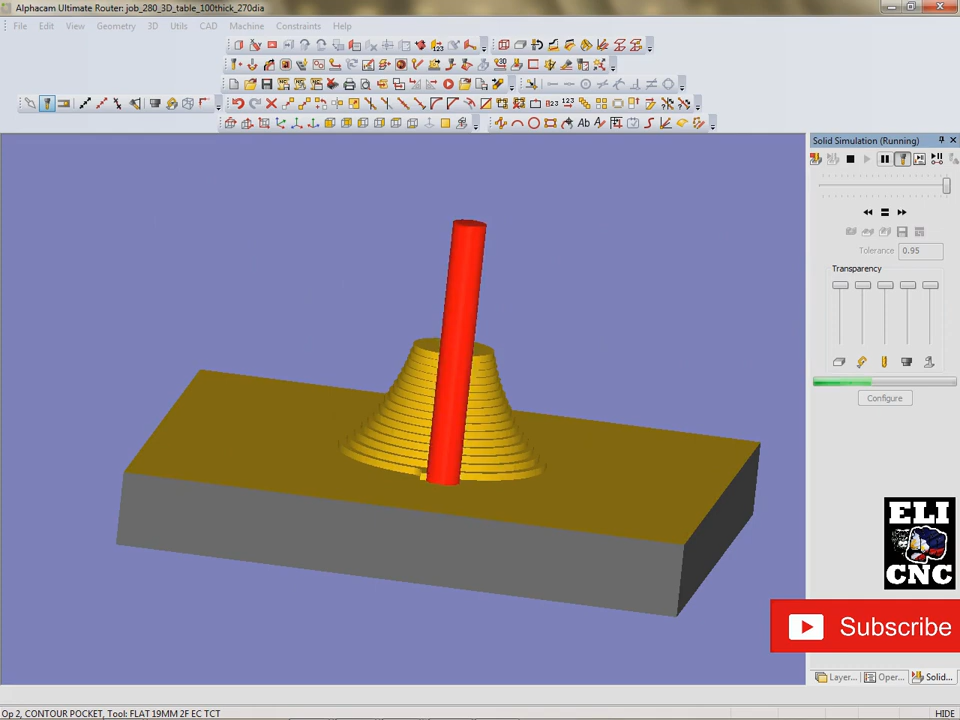 Alphacam Ultimate Router: job_280_3D_table_100thick_270dia
File Edit View Geometry 3D Utils CAD Machine Constraints Help
Solid Simulation (Running)
Tolerance 0.95
Transparency
Configure
ELI
CNC
Subscribe
Layer... Oper... Solid...
Op 2, CONTOUR POCKET, Tool: FLAT 19MM 2F EC TCT
HIDE